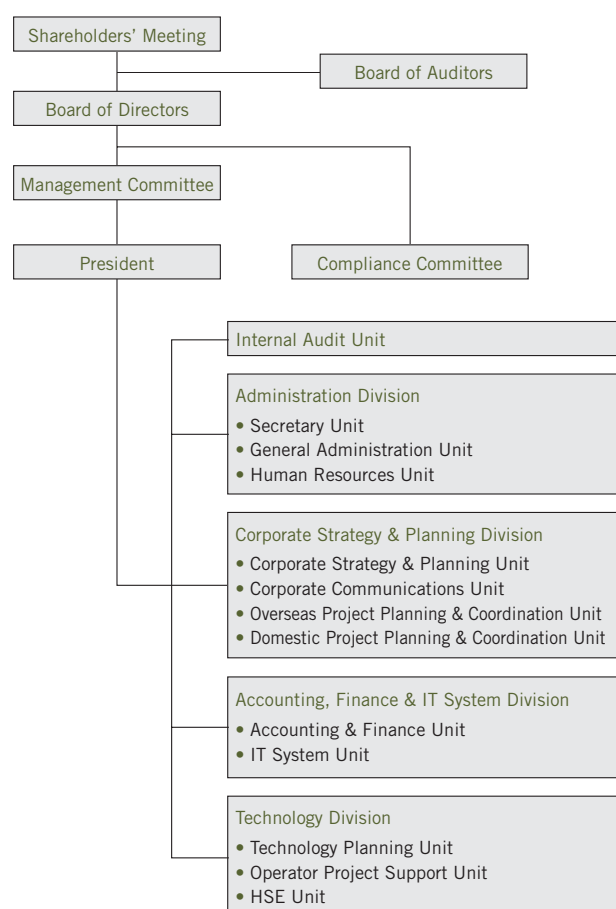 Shareholders' Meeting
Board of Auditors
Board of Directors
Management Committee
President
Compliance Committee
Internal Audit Unit
Administration Division
• Secretary Unit
• General Administration Unit
• Human Resources Unit
Corporate Strategy & Planning Division
• Corporate Strategy & Planning Unit
• Corporate Communications Unit
• Overseas Project Planning & Coordination Unit
• Domestic Project Planning & Coordination Unit
Accounting, Finance & IT System Division
• Accounting & Finance Unit
• IT System Unit
Technology Division
• Technology Planning Unit
• Operator Project Support Unit
• HSE Unit